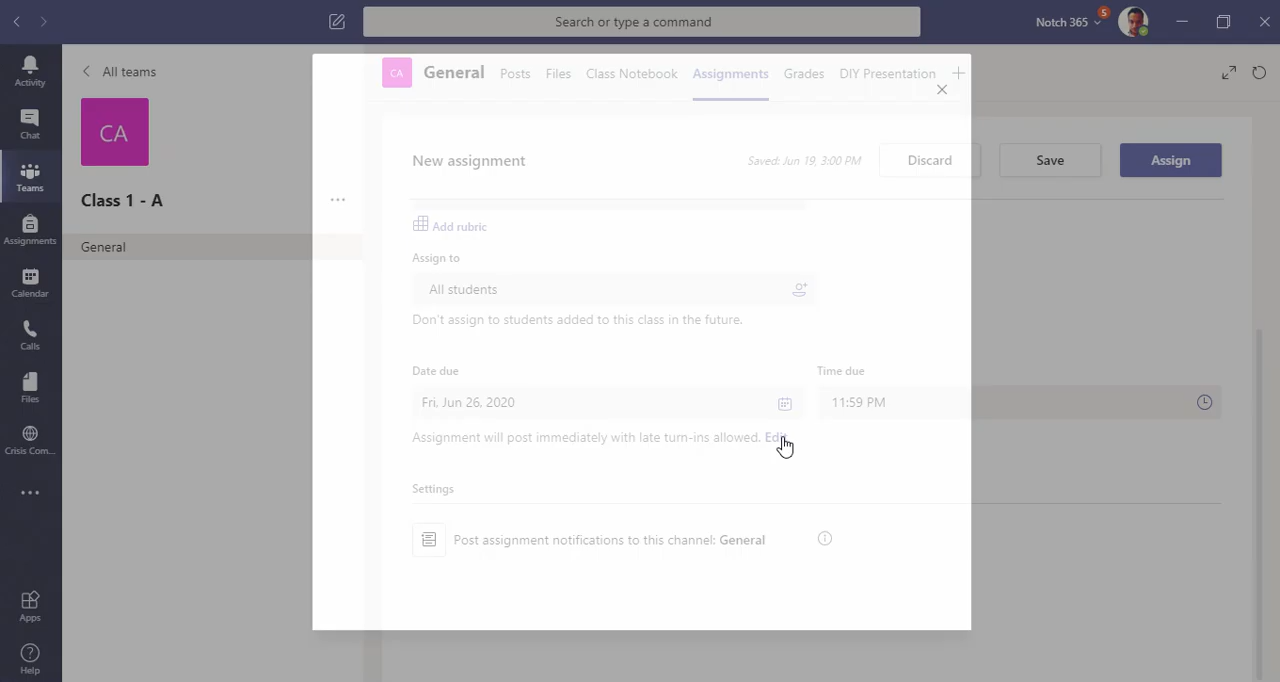 Search or type a command
Notch 365
5
Activity
Chat
Teams
Assignments
Calendar
Calls
Files
Crisis Com...
Apps
Help
All teams
CA
Class 1 - A
General
CA
General
Posts
Files
Class Notebook
Assignments
Grades
DIY Presentation
New assignment
Saved: Jun 19, 3:00 PM
Discard
Save
Assign
Add rubric
Assign to
All students
Don't assign to students added to this class in the future.
Date due
Time due
Fri, Jun 26, 2020
11:59 PM
Assignment will post immediately with late turn-ins allowed. Edit
Settings
Post assignment notifications to this channel: General